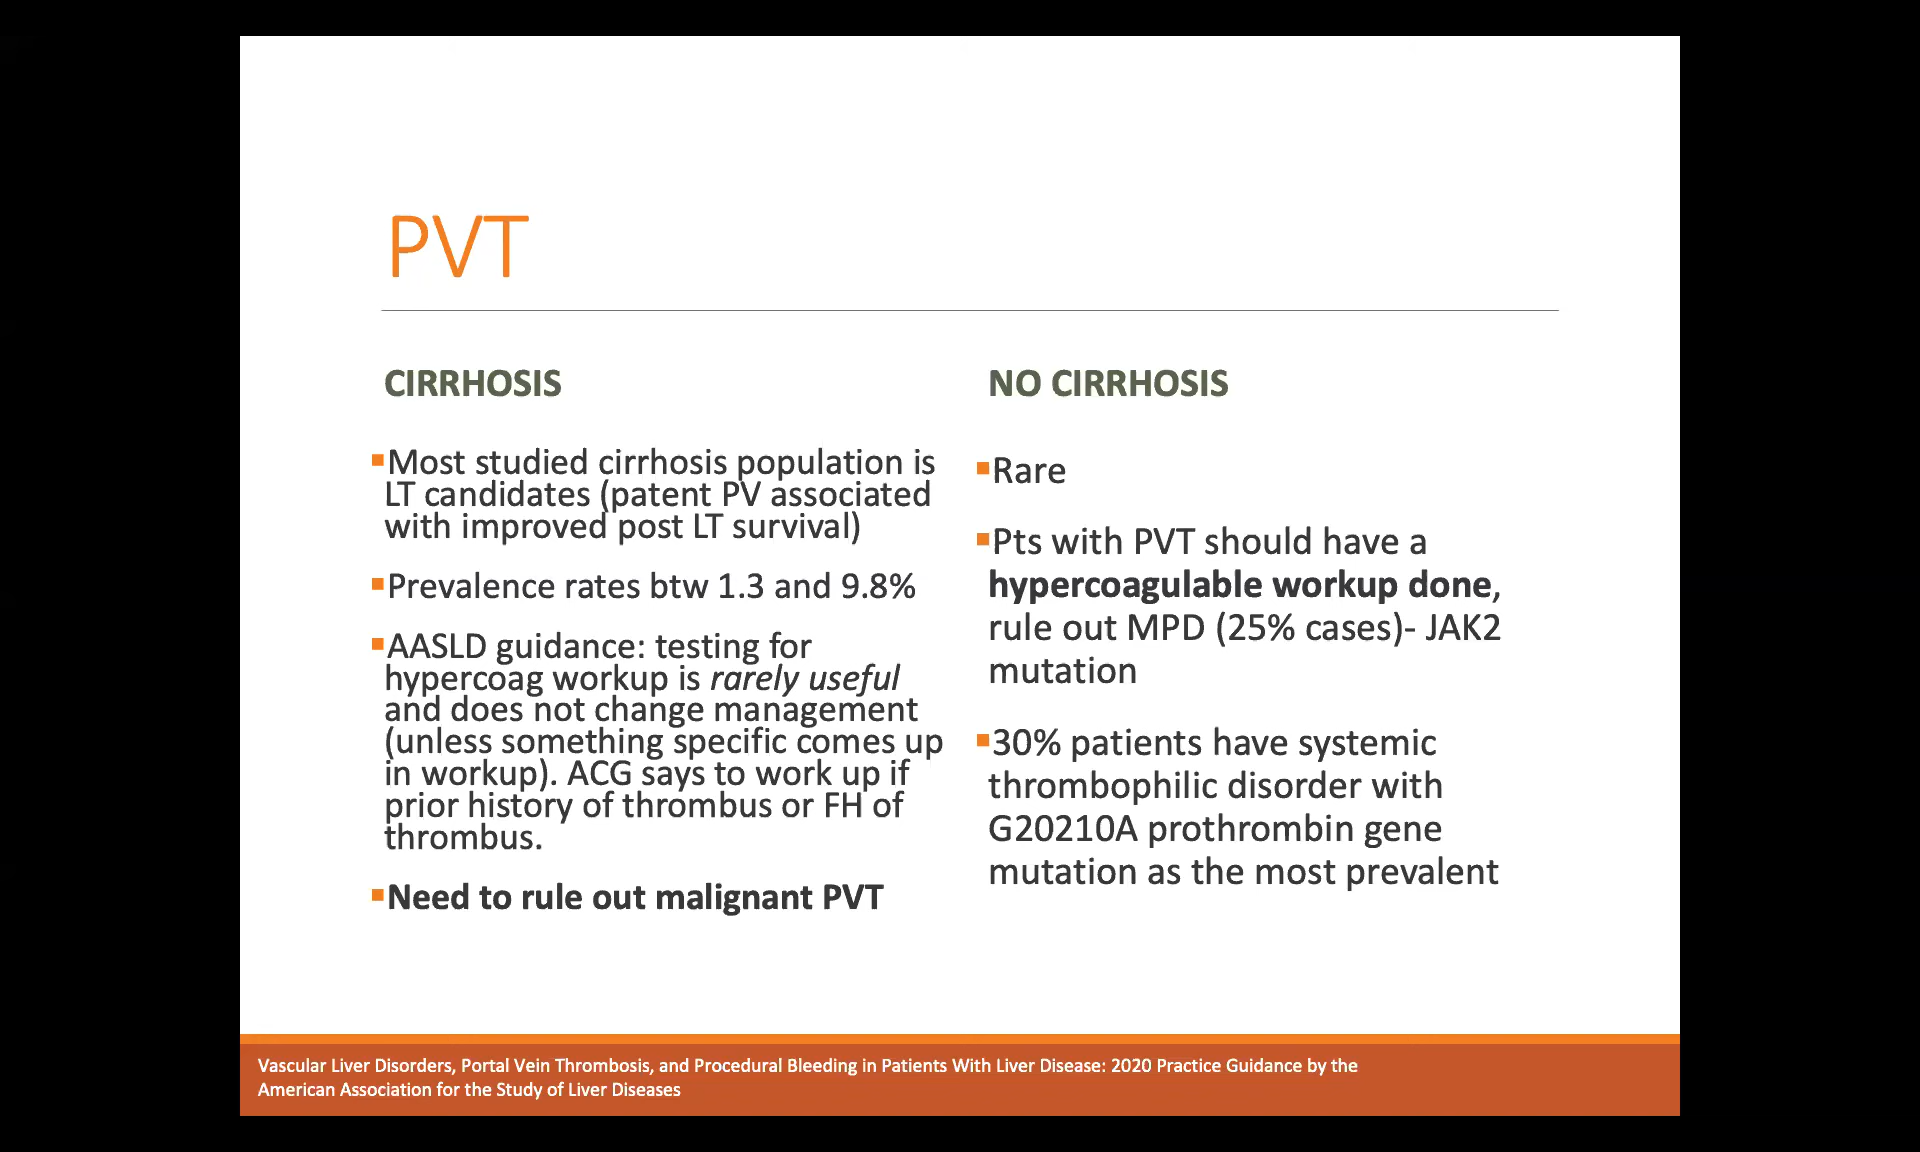 PVT
CIRRHOSIS
▪Most studied cirrhosis population is
LT candidates (patent PV associated
with improved post LT survival)
▪Prevalence rates btw 1.3 and 9.8%
▪AASLD guidance: testing for
hypercoag workup is rarely useful
and does not change management
(unless something specific comes up
in workup). ACG says to work up if
prior history of thrombus or FH of
thrombus.
▪Need to rule out malignant PVT
NO CIRRHOSIS
▪Rare
▪Pts with PVT should have a
hypercoagulable workup done,
rule out MPD (25% cases)- JAK2
mutation
▪30% patients have systemic
thrombophilic disorder with
G20210A prothrombin gene
mutation as the most prevalent
Vascular Liver Disorders, Portal Vein Thrombosis, and Procedural Bleeding in Patients With Liver Disease: 2020 Practice Guidance by the
American Association for the Study of Liver Diseases